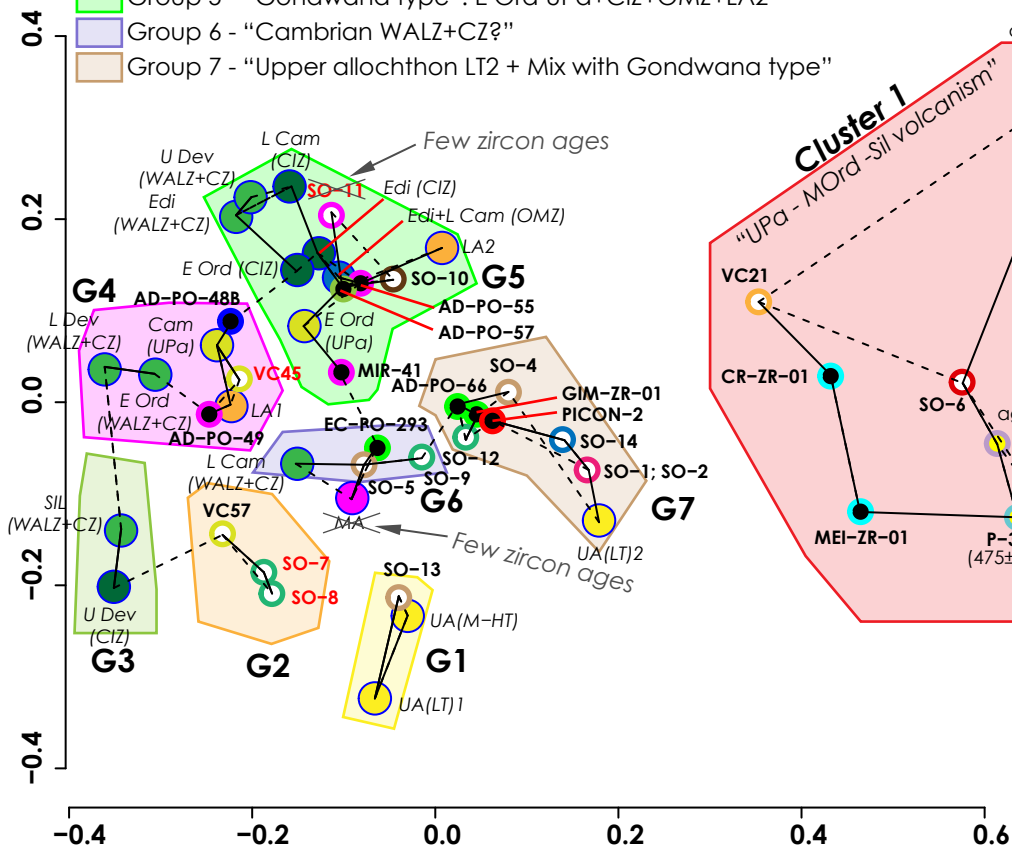 Group 6 - “Cambrian WALZ+CZ?”
Group 7 - “Upper allochthon LT2 + Mix with Gondwana type”
0.4
0.2
0.0
−0.2
−0.4
−0.4
−0.2
0.0
0.2
0.4
0.6
Few zircon ages
L Cam
(CIZ)
U Dev
(WALZ+CZ)
Edi
(WALZ+CZ)
SO-11
Edi (CIZ)
Edi+L Cam (OMZ)
LA2
E Ord (CIZ)
SO-10
G5
AD-PO-55
AD-PO-57
E Ord
(UPa)
MIR-41
G4
AD-PO-48B
L Dev
(WALZ+CZ)
Cam
(UPa)
VC45
E Ord
(WALZ+CZ)
LA1
AD-PO-49
EC-PO-293
L Cam
(WALZ+CZ)
SO-12
SO-9
SO-5
MA
G6
Few zircon ages
AD-PO-66
SO-4
GIM-ZR-01
PICON-2
SO-14
SO-1; SO-2
G7
UA(LT)2
SIL
(WALZ+CZ)
U Dev
(CIZ)
G3
VC57
SO-7
SO-8
G2
SO-13
UA(M−HT)
G1
UA(LT)1
Cluster 1
“UPa - MOrd -Sil volcanism”
VC21
CR-ZR-01
SO-6
MEI-ZR-01